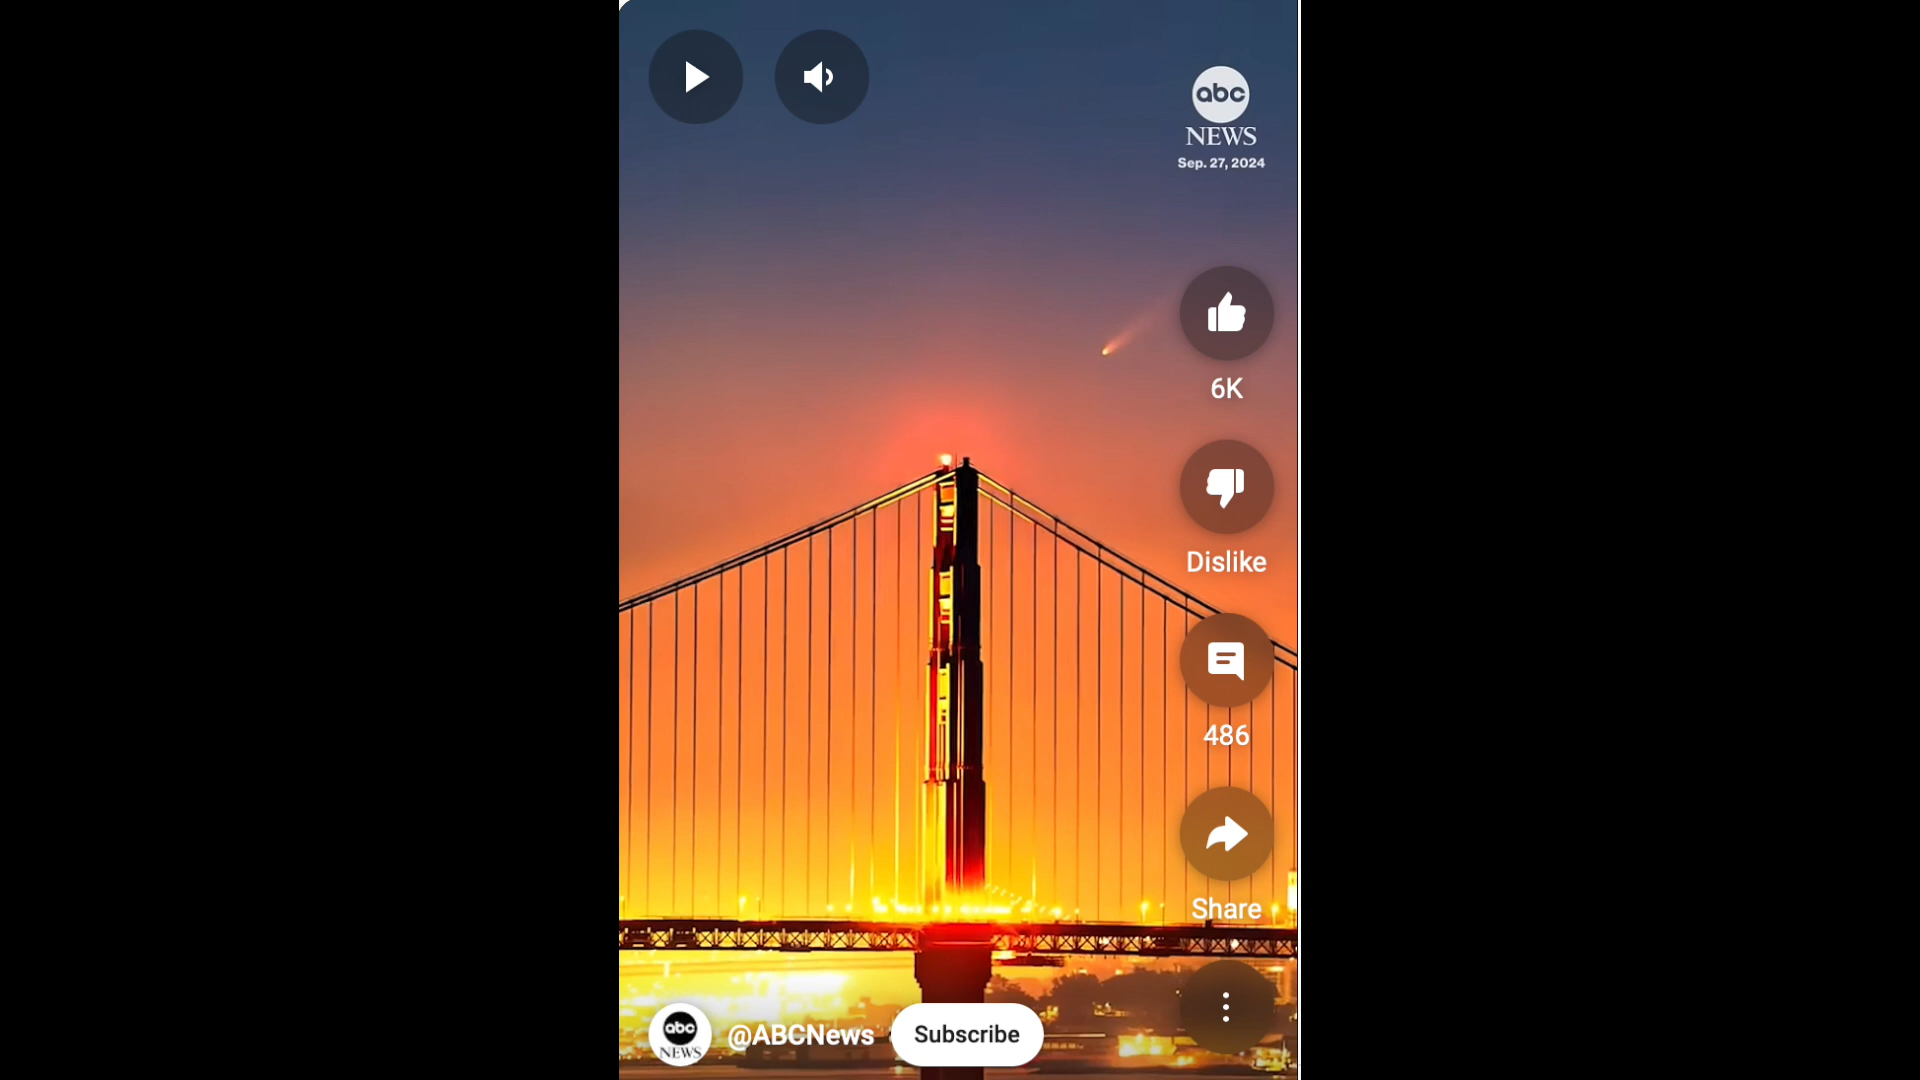 abc
NEWS
Sep. 27, 2024
6K
Dislike
486
Share
abc
NEWS
@ABCNews
Subscribe